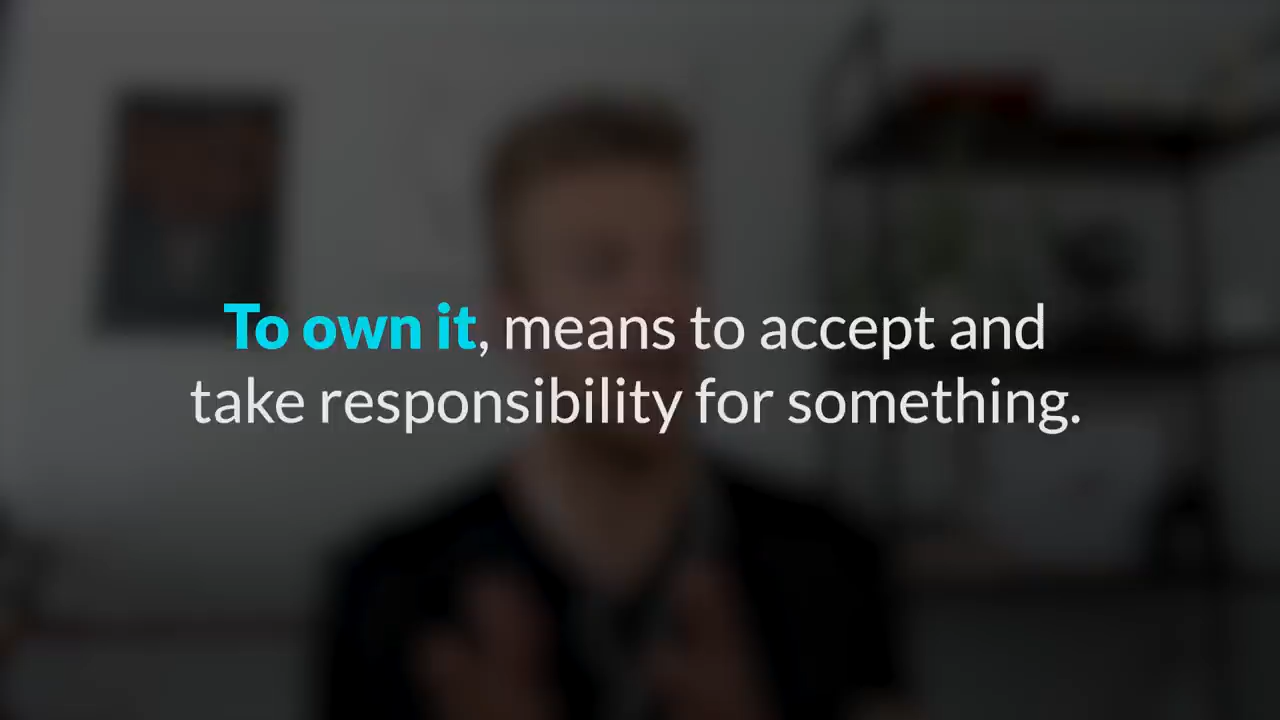 To own it, means to accept and
take responsibility for something.